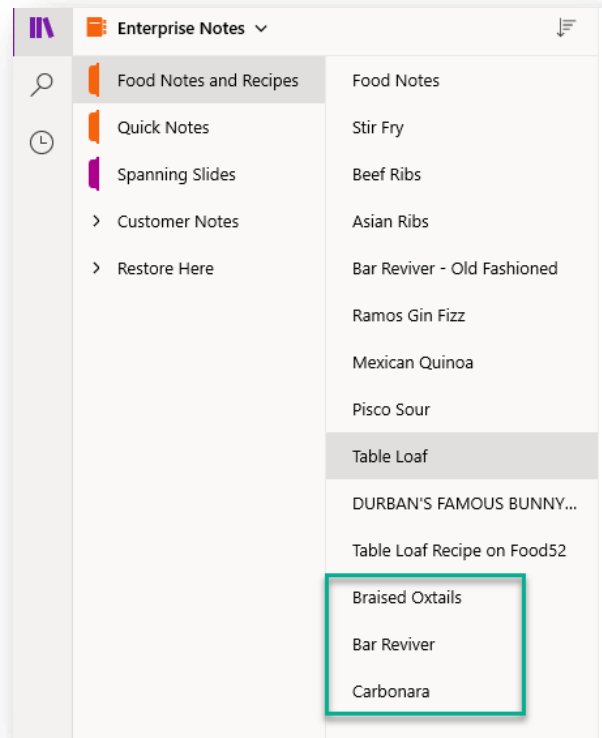 Enterprise Notes
Food Notes and Recipes
Quick Notes
Spanning Slides
Customer Notes
Restore Here
Food Notes
Stir Fry
Beef Ribs
Asian Ribs
Bar Reviver - Old Fashioned
Ramos Gin Fizz
Mexican Quinoa
Pisco Sour
Table Loaf
DURBAN'S FAMOUS BUNNY...
Table Loaf Recipe on Food52
Braised Oxtails
Bar Reviver
Carbonara